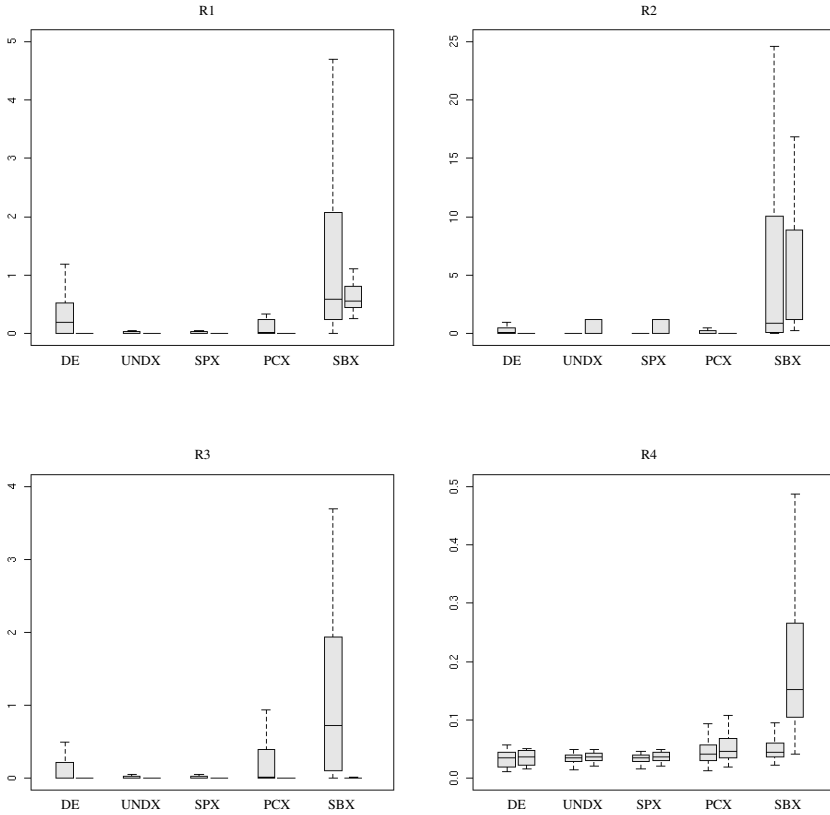 R1
5
4
3
2
1
0
DE UNDX SPX PCX SBX
R2
25
20
15
10
5
0
DE UNDX SPX PCX SBX
R3
4
3
2
1
0
DE UNDX SPX PCX SBX
R4
0.5
0.4
0.3
0.2
0.1
0.0
DE UNDX SPX PCX SBX